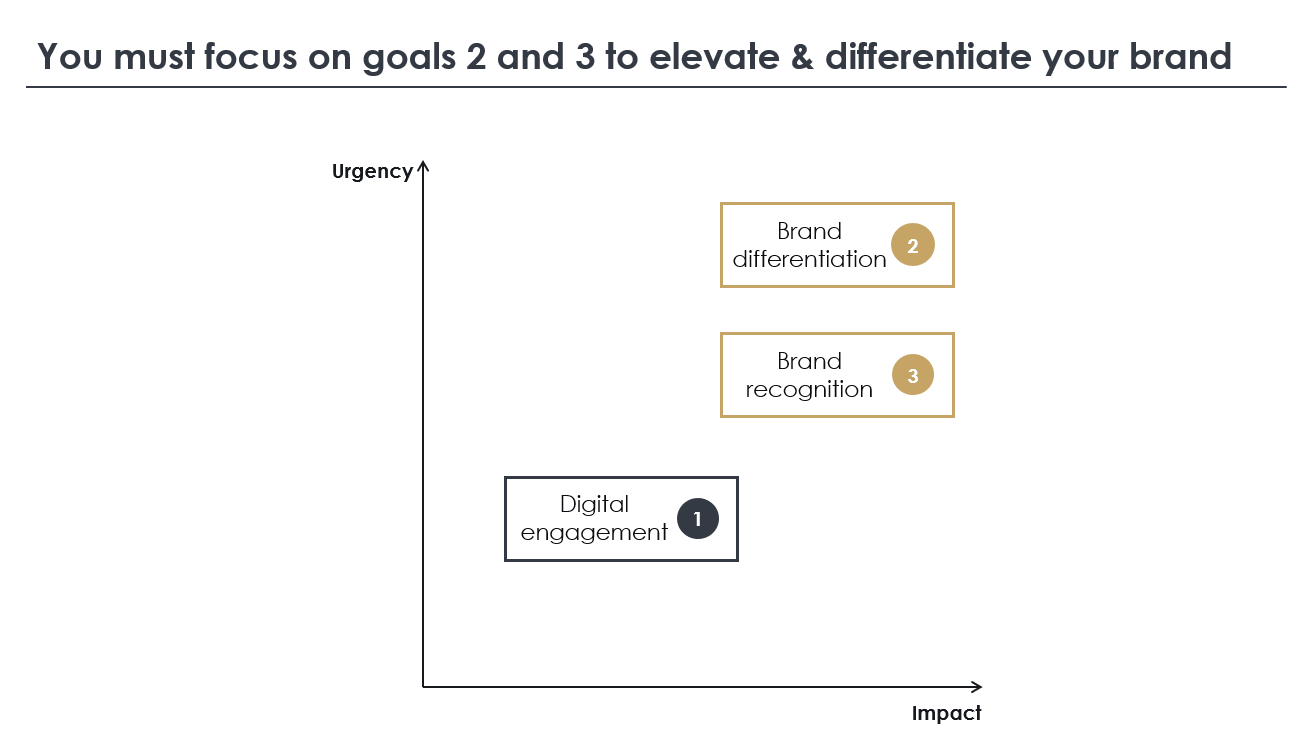 You must focus on goals 2 and 3 to elevate & differentiate your brand
Urgency
Brand
differentiation
2
Brand
recognition
3
Digital
engagement
1
Impact